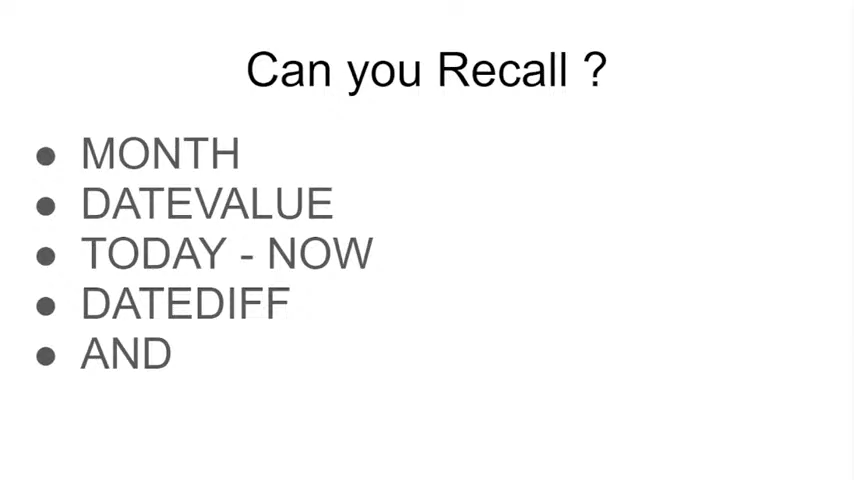 Can you Recall ?
● MONTH
● DATEVALUE
● TODAY - NOW
● DATEDIFF
● AND